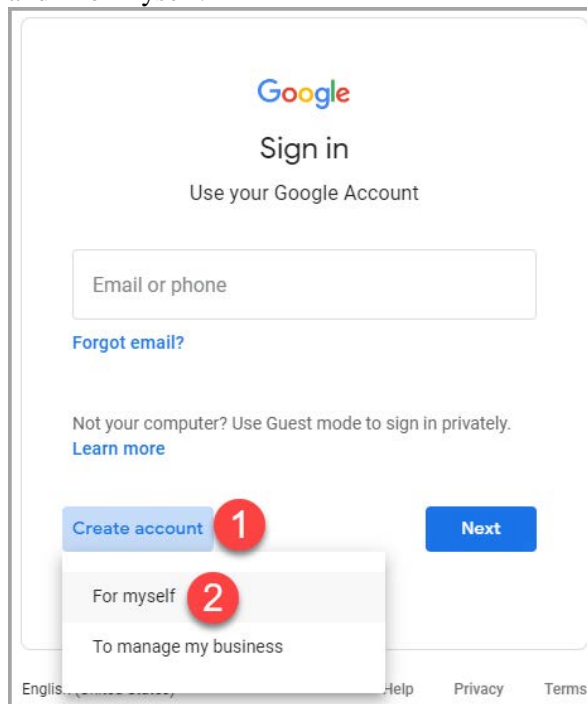 Google
Sign in
Use your Google Account
Email or phone
Forgot email?
Not your computer? Use Guest mode to sign in privately.
Learn more
Create account 1 Next
For myself 2
To manage my business
Help Privacy Terms